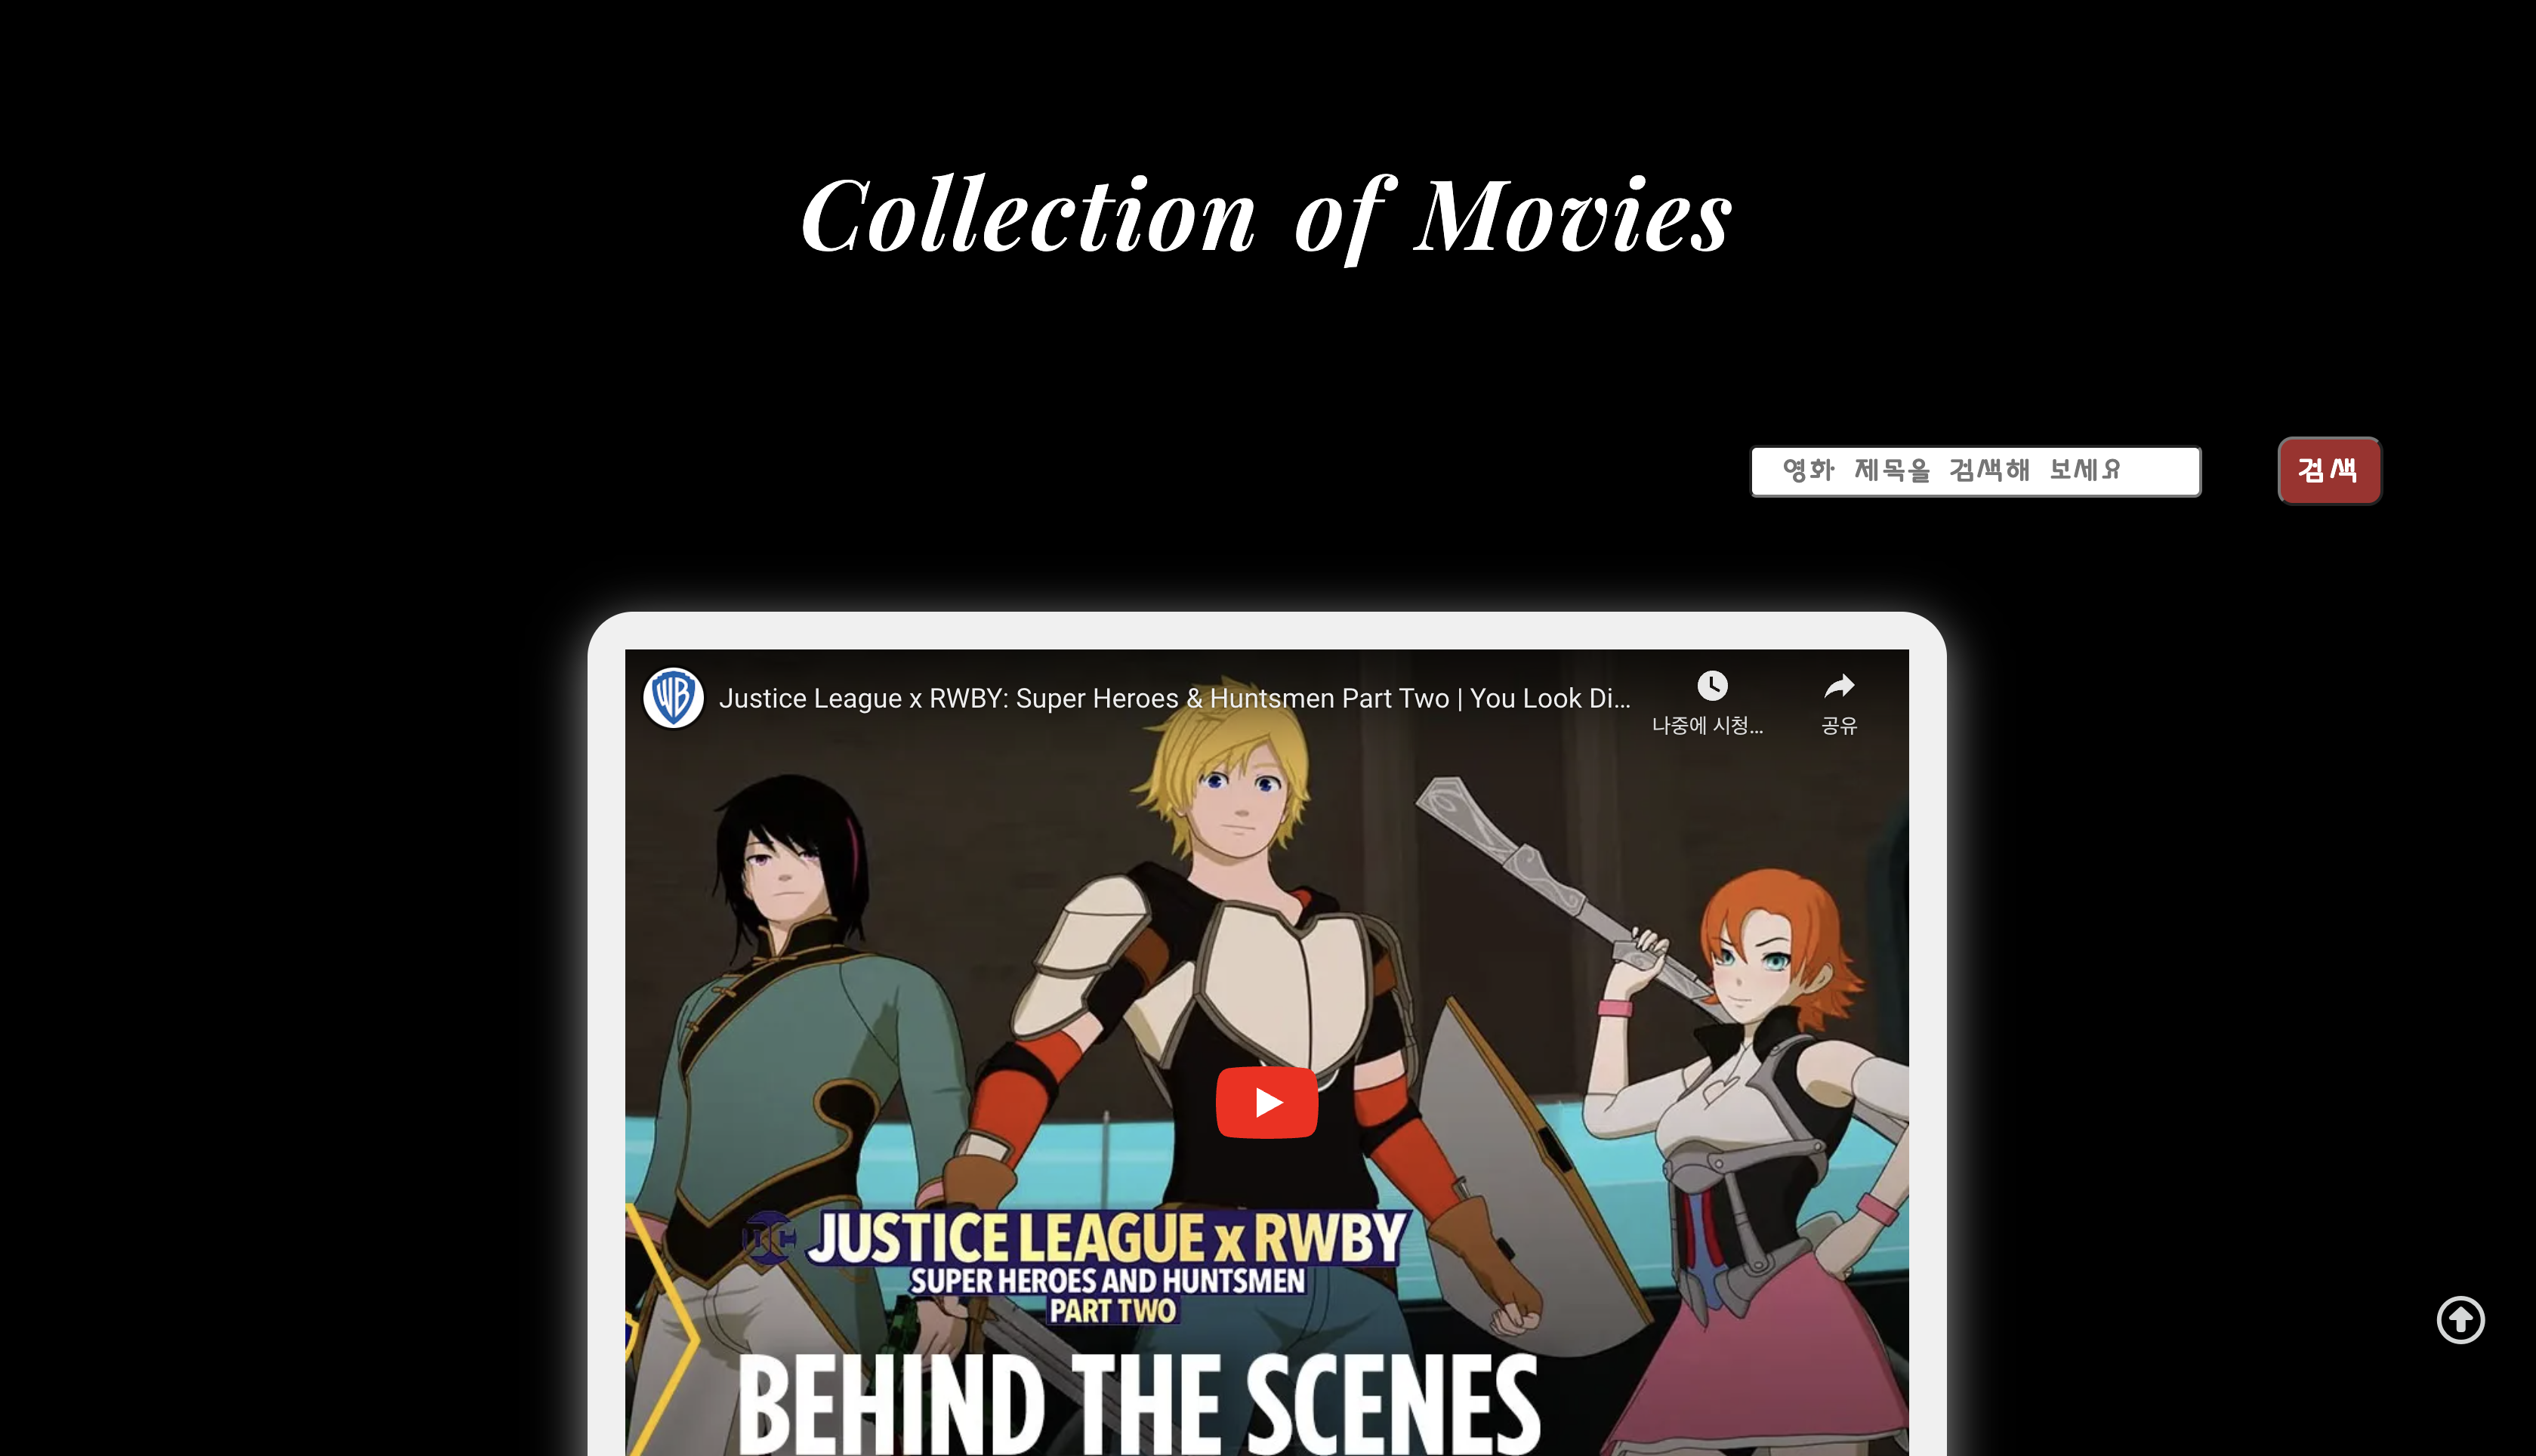 Collection of Movies
영화 제목을 검색해 보세요
검색
WB
Justice League x RWBY: Super Heroes & Huntsmen Part Two | You Look Di...
나중에 시청...
공유
DC JUSTICE LEAGUE x RWBY
SUPER HEROES AND HUNTSMEN
PART TWO
BEHIND THE SCENES